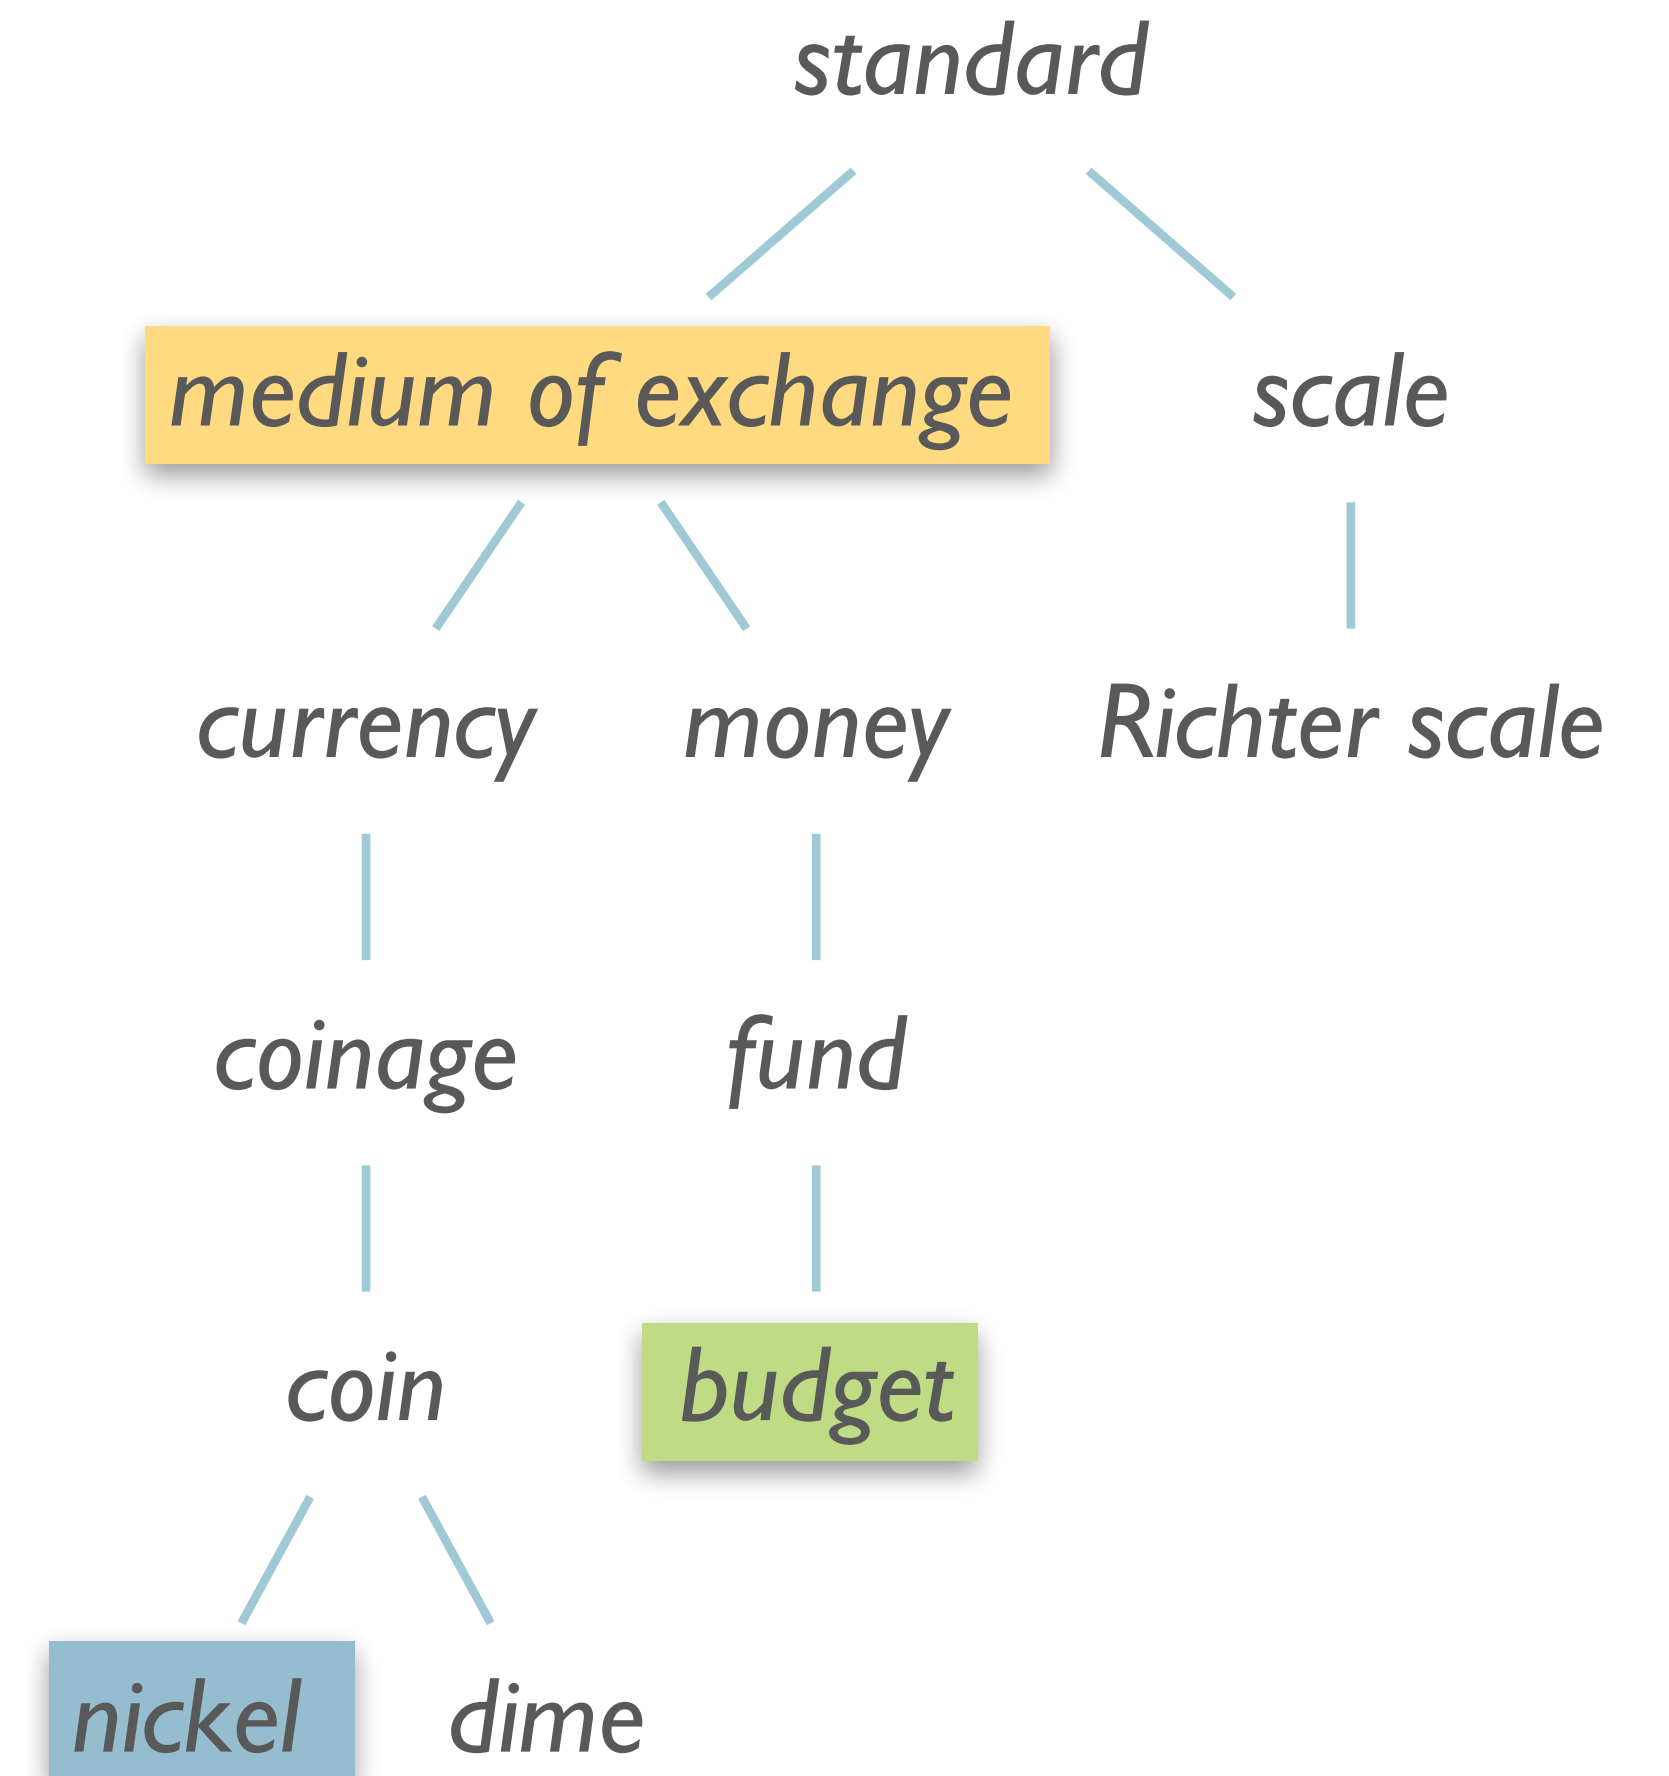 standard
medium of exchange
scale
currency
money
Richter scale
coinage
fund
coin
budget
nickel
dime